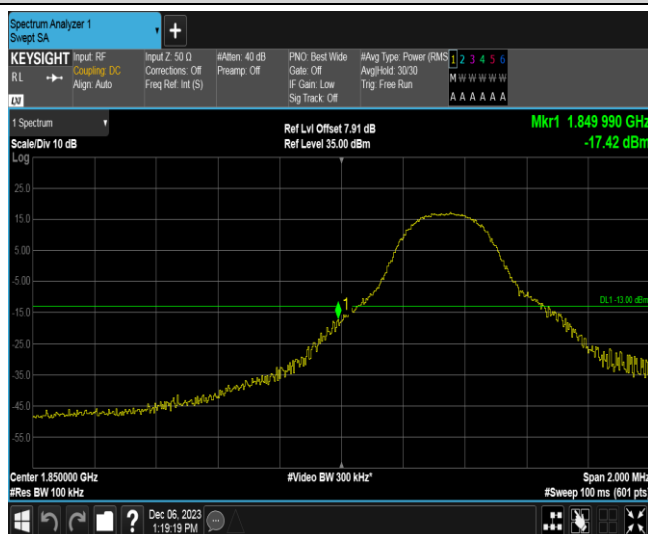 Spectrum Analyzer 1
Swept SA
+
KEYSIGHT
RL
LXI
Input: RF
Coupling: DC
Align: Auto
Input Z: 50 Ω
Corrections: Off
Freq Ref: Int (S)
#Atten: 40 dB
Preamp: Off
PNO: Best Wide
Gate: Off
IF Gain: Low
Sig Track: Off
#Avg Type: Power (RMS
Avg|Hold: 30/30
Trig: Free Run
1 2 3 4 5 6
M W W W W W
A A A A A A
1 Spectrum
Scale/Div 10 dB
Log
Ref Lvl Offset 7.91 dB
Ref Level 35.00 dBm
Mkr1 1.849 990 GHz
-17.42 dBm
25.0
15.0
5.00
-5.00
-15.0
-25.0
-35.0
-45.0
-55.0
1
DL1 -13.00 dBm
Center 1.850000 GHz
#Res BW 100 kHz
#Video BW 300 kHz*
Span 2.000 MHz
#Sweep 100 ms (601 pts)
?
Dec 06, 2023
1:19:19 PM